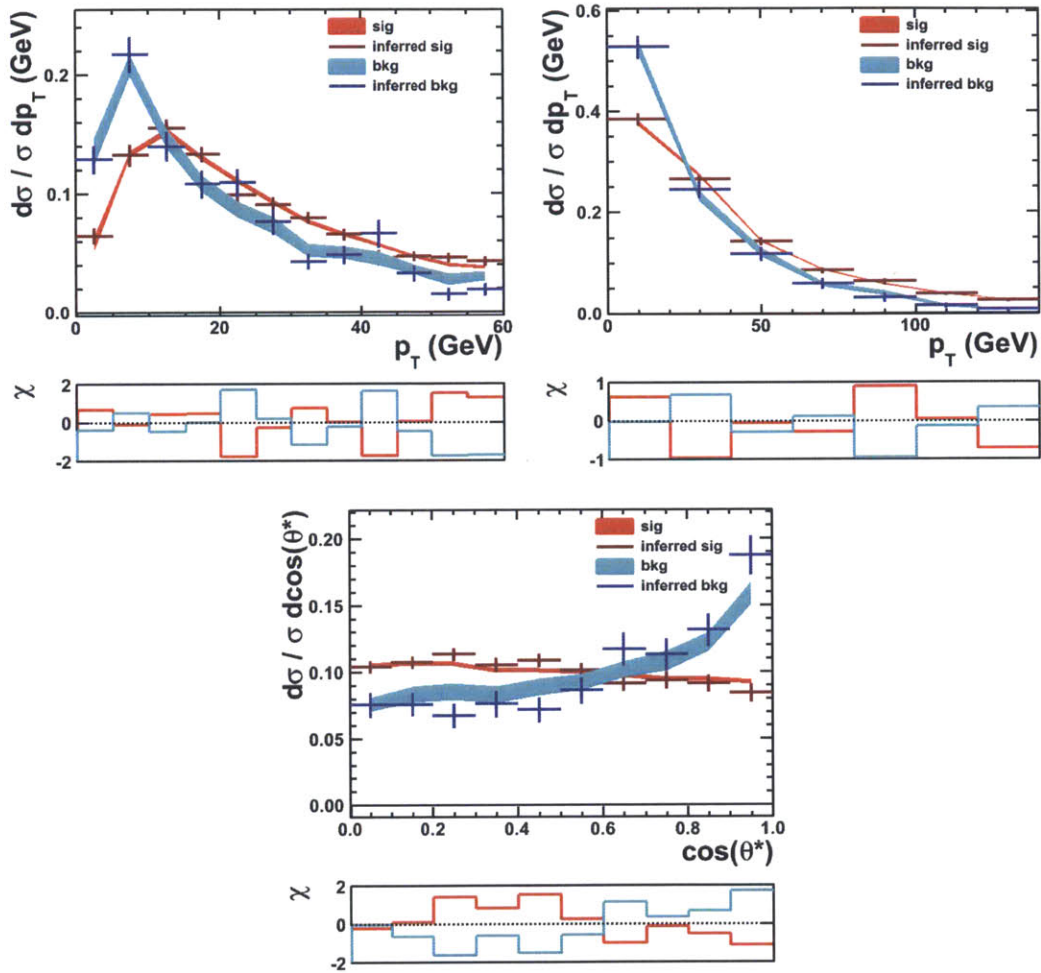 dσ / σ dp_T (GeV)
0.2
0.1
0.0
0
20
40
60
p_T (GeV)
sig
inferred sig
bkg
inferred bkg
χ
2
0
-2
dσ / σ dp_T (GeV)
0.6
0.4
0.2
0.0
0
50
100
p_T (GeV)
sig
inferred sig
bkg
inferred bkg
χ
1
0
-1
dσ / σ dcos(θ*)
0.20
0.15
0.10
0.05
0.00
0.0
0.2
0.4
0.6
0.8
1.0
cos(θ*)
sig
inferred sig
bkg
inferred bkg
χ
2
0
-2